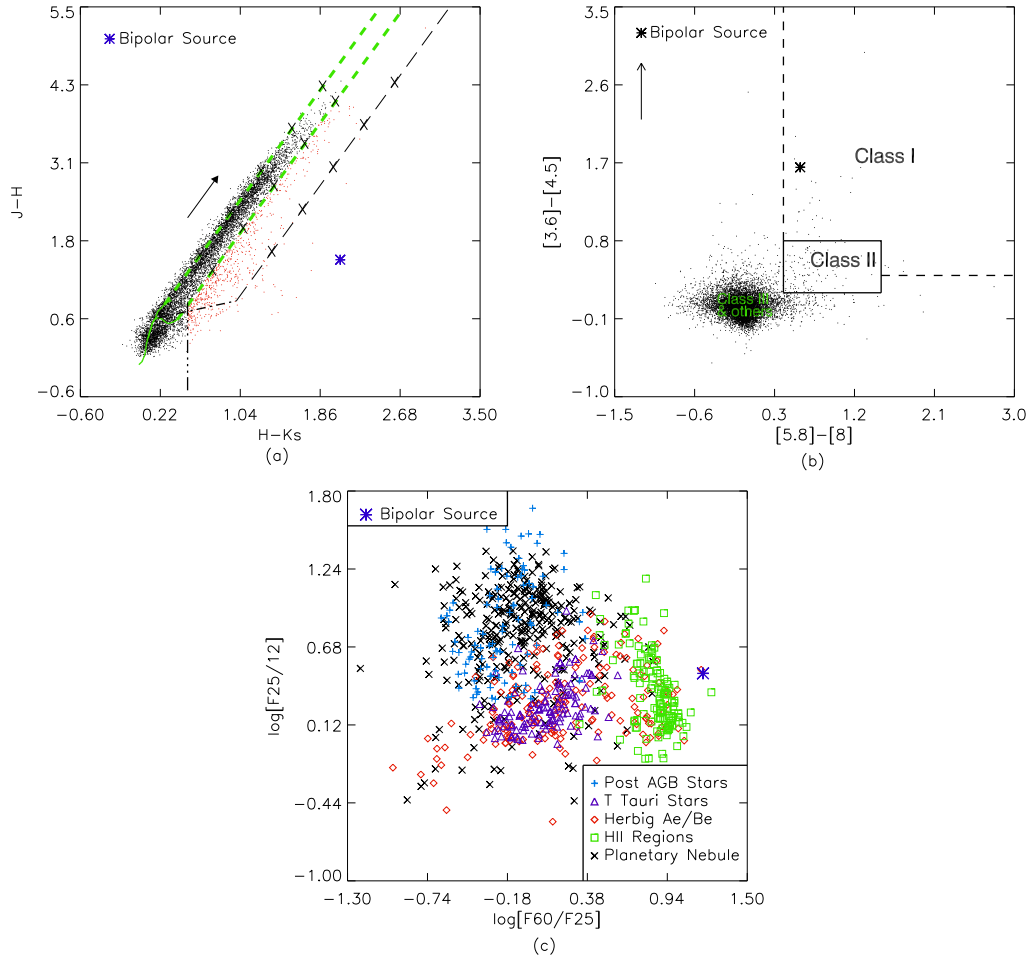 5.5
4.3
3.1
1.8
0.6
-0.6
J-H
Bipolar Source
-0.60
0.22
1.04
1.86
2.68
3.50
H-Ks
(a)
3.5
2.6
1.7
0.8
-0.1
-1.0
[3.6]-[4.5]
Bipolar Source
Class I
Class II
Class III
& others
-1.5
-0.6
0.3
1.2
2.1
3.0
[5.8]-[8]
(b)
1.80
1.24
0.68
0.12
-0.44
-1.00
log[F25/12]
Bipolar Source
Post AGB Stars
T Tauri Stars
Herbig Ae/Be
HII Regions
Planetary Nebule
-1.30
-0.74
-0.18
0.38
0.94
1.50
log[F60/F25]
(c)